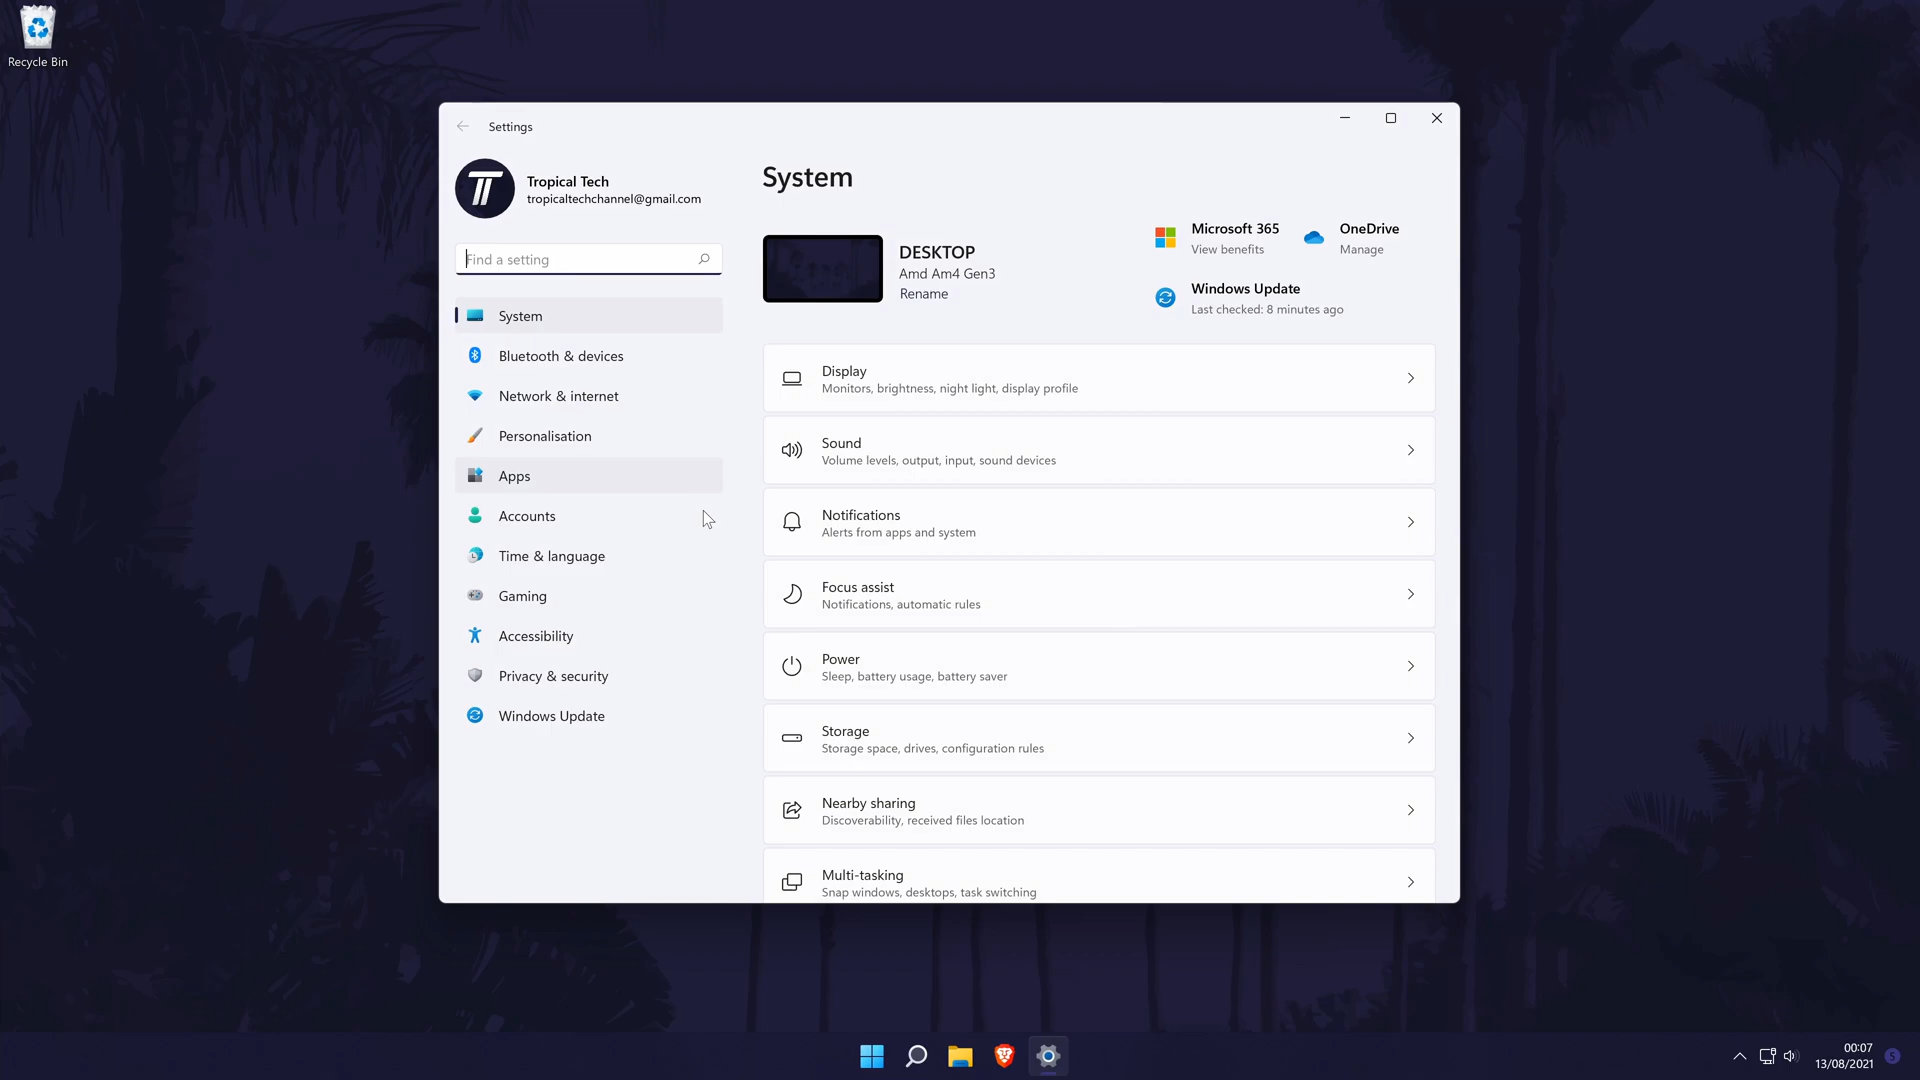 Recycle Bin
Settings
Tropical Tech
tropicaltechchannel@gmail.com
Find a setting
System
Bluetooth & devices
Network & internet
Personalisation
Apps
Accounts
Time & language
Gaming
Accessibility
Privacy & security
Windows Update
System
DESKTOP
Amd Am4 Gen3
Rename
Microsoft 365
View benefits
OneDrive
Manage
Windows Update
Last checked: 8 minutes ago
Display
Monitors, brightness, night light, display profile
Sound
Volume levels, output, input, sound devices
Notifications
Alerts from apps and system
Focus assist
Notifications, automatic rules
Power
Sleep, battery usage, battery saver
Storage
Storage space, drives, configuration rules
Nearby sharing
Discoverability, received files location
Multi-tasking
Snap windows, desktops, task switching
00:07
13/08/2021
5